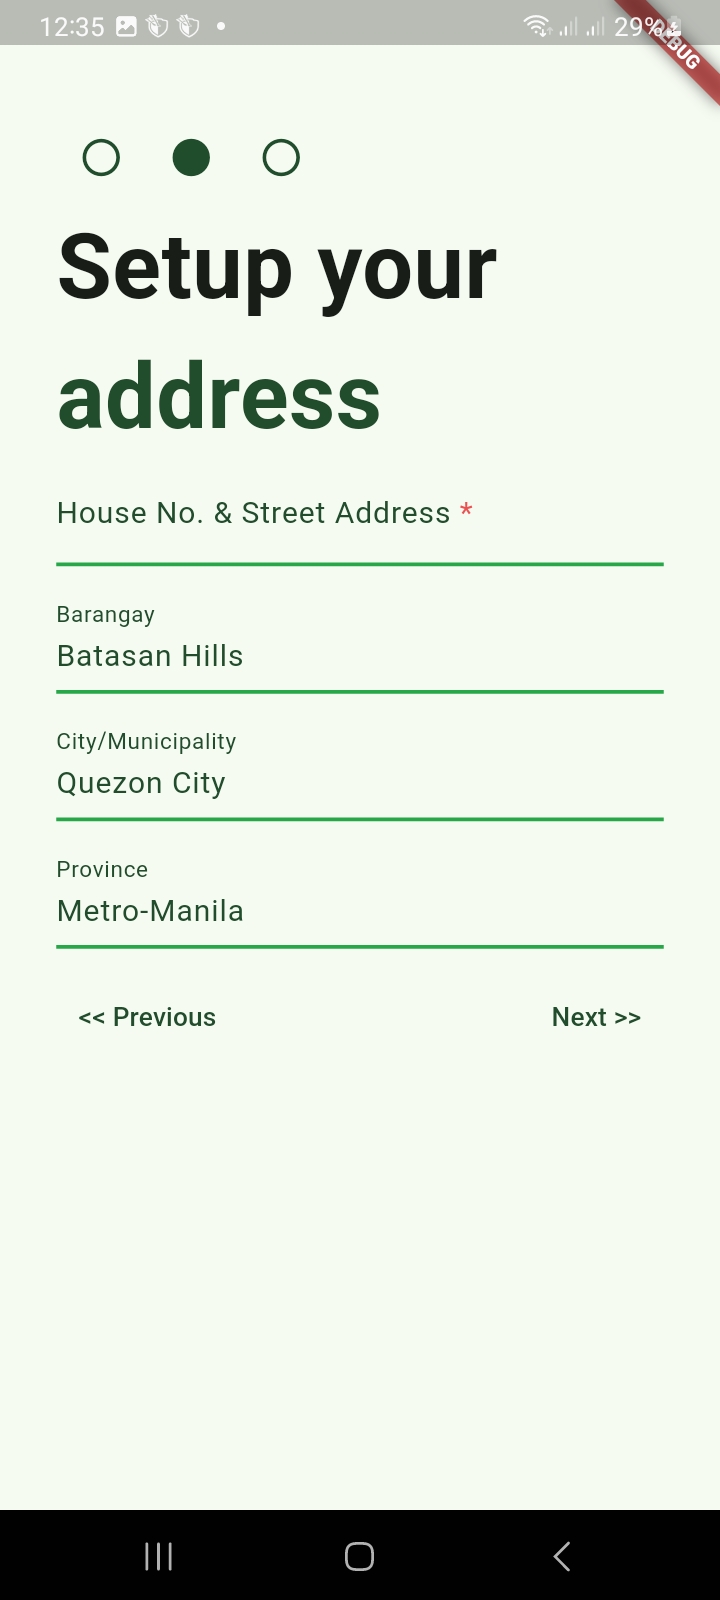 12:35
29%
DEBUG
Setup your
address
House No. & Street Address *
Barangay
Batasan Hills
City/Municipality
Quezon City
Province
Metro-Manila
<< Previous
Next >>